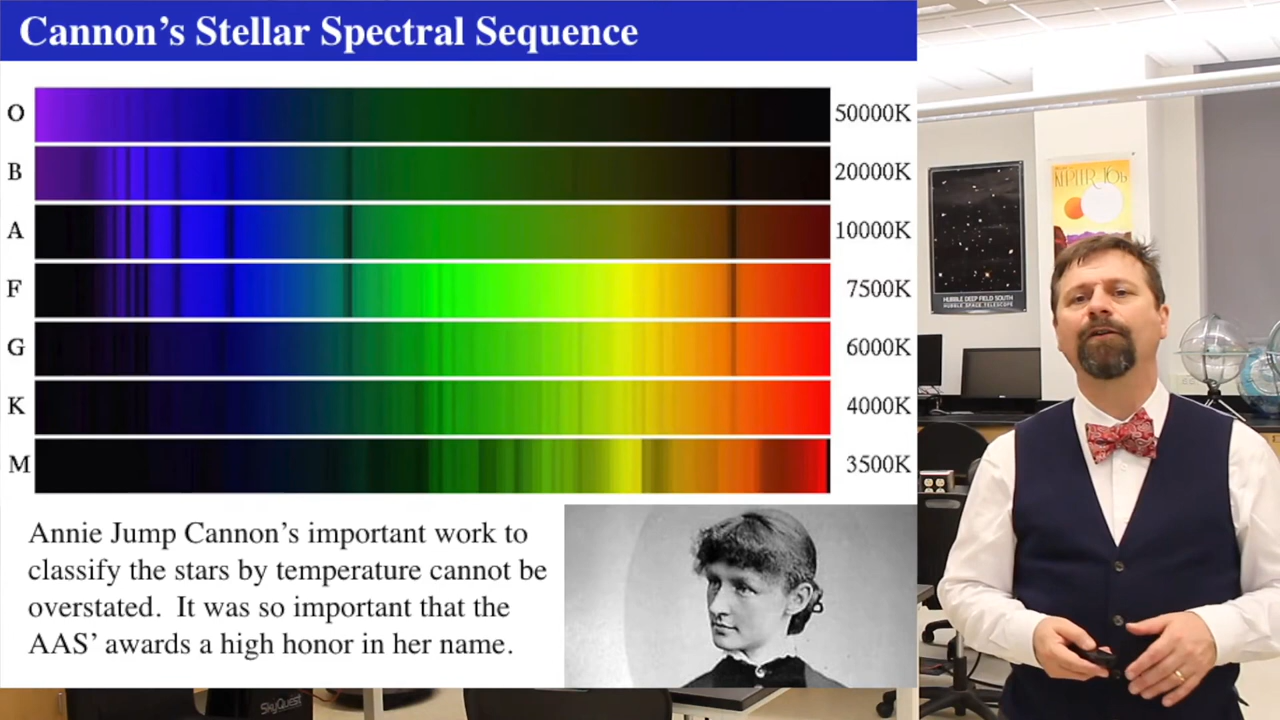 Cannon's Stellar Spectral Sequence
O 50000K
B 20000K
A 10000K
F 7500K
G 6000K
K 4000K
M 3500K
Annie Jump Cannon’s important work to
classify the stars by temperature cannot be
overstated. It was so important that the
AAS’ awards a high honor in her name.
HUBBLE DEEP FIELD SOUTH
HUBBLE SPACE TELESCOPE
KEPLER 16b
SkyQuest